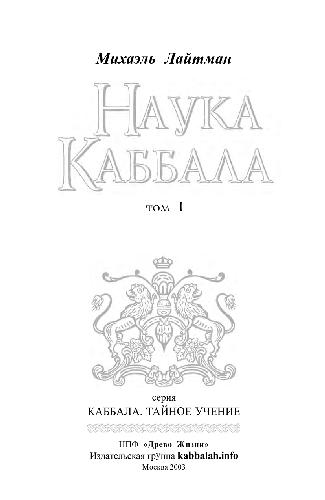 Михаэль Лайтман
НАУКА
КАББАЛА
ТОМ I
серия
КАББАЛА. ТАЙНОЕ УЧЕНИЕ
НПФ «Древо Жизни»
Издательская группа kabbalah.info
Москва 2003